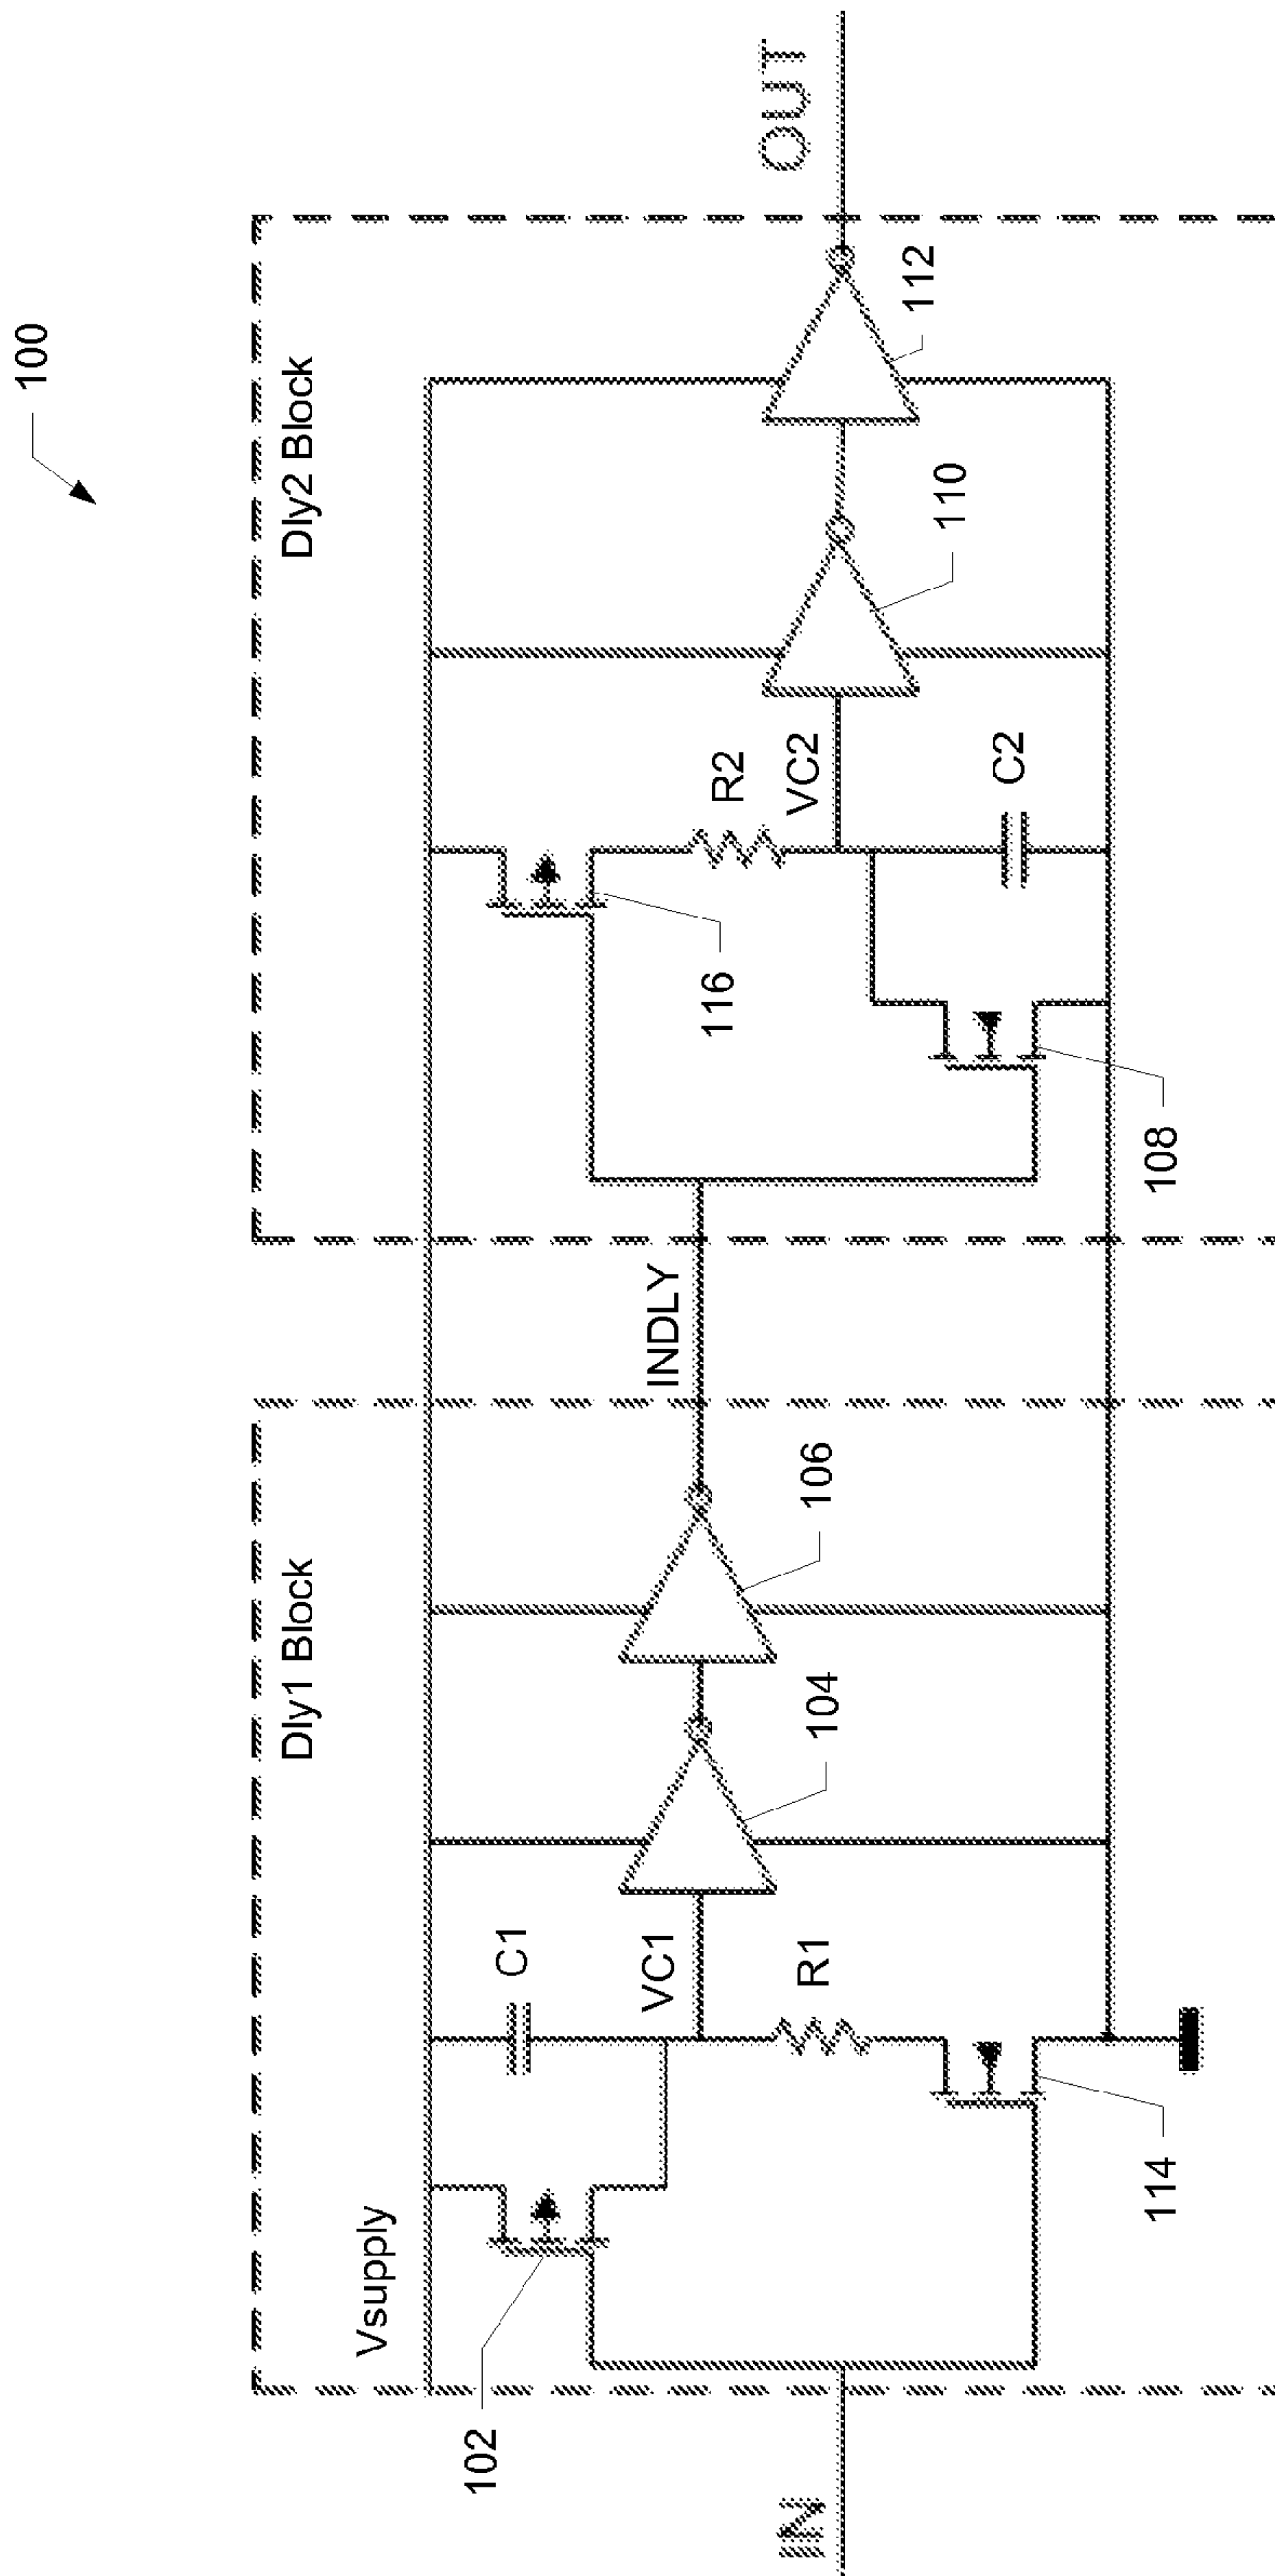 100
Dly1 Block
Dly2 Block
Vsupply
102
C1
VC1
R1
114
104
106
INDLY
116
R2
VC2
C2
108
110
112
IN
OUT